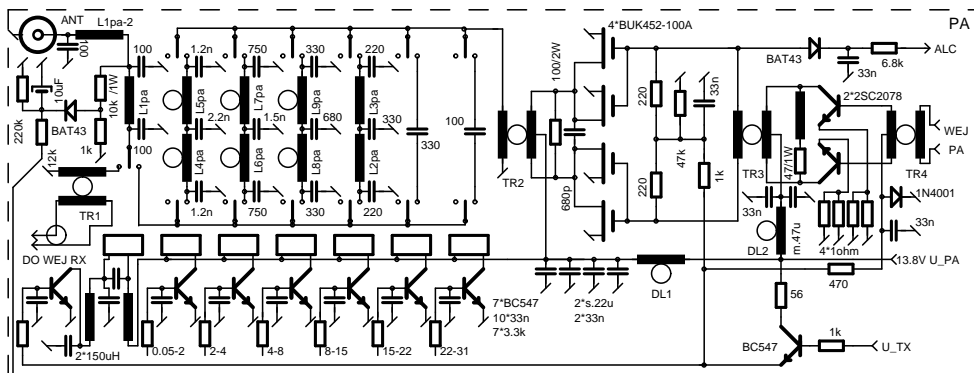 ANT
L1pa-2
4*BUK452-100A
PA
100
100
1.2n
750
330
220
100/2W
BAT43
ALC
6.8k
33n
10uF
10k /1W
L1pa
L5pa
L7pa
L9pa
L3pa
220
33n
2*2SC2078
220k
BAT43
2.2n
1.5n
680
330
330
100
WEJ
PA
12k
1k
100
L4pa
L6pa
L8pa
L2pa
TR2
680p
220
47k
1k
TR3
47/1W
TR4
1N4001
TR1
1.2n
750
330
220
33n
33n
DO WEJ RX
DL2
m.47u
4*1ohm
13.8V U_PA
470
DL1
7*BC547
10*33n
7*3.3k
2*s.22u
2*33n
56
2*150uH
0.05-2
2-4
4-8
8-15
15-22
22-31
BC547
1k
U_TX